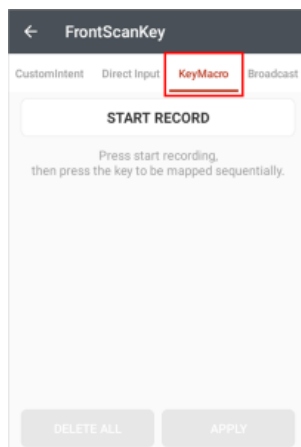 ← FrontScanKey
CustomIntent Direct Input KeyMacro Broadcast
START RECORD
Press start recording,
then press the key to be mapped sequentially.
DELETE ALL APPLY